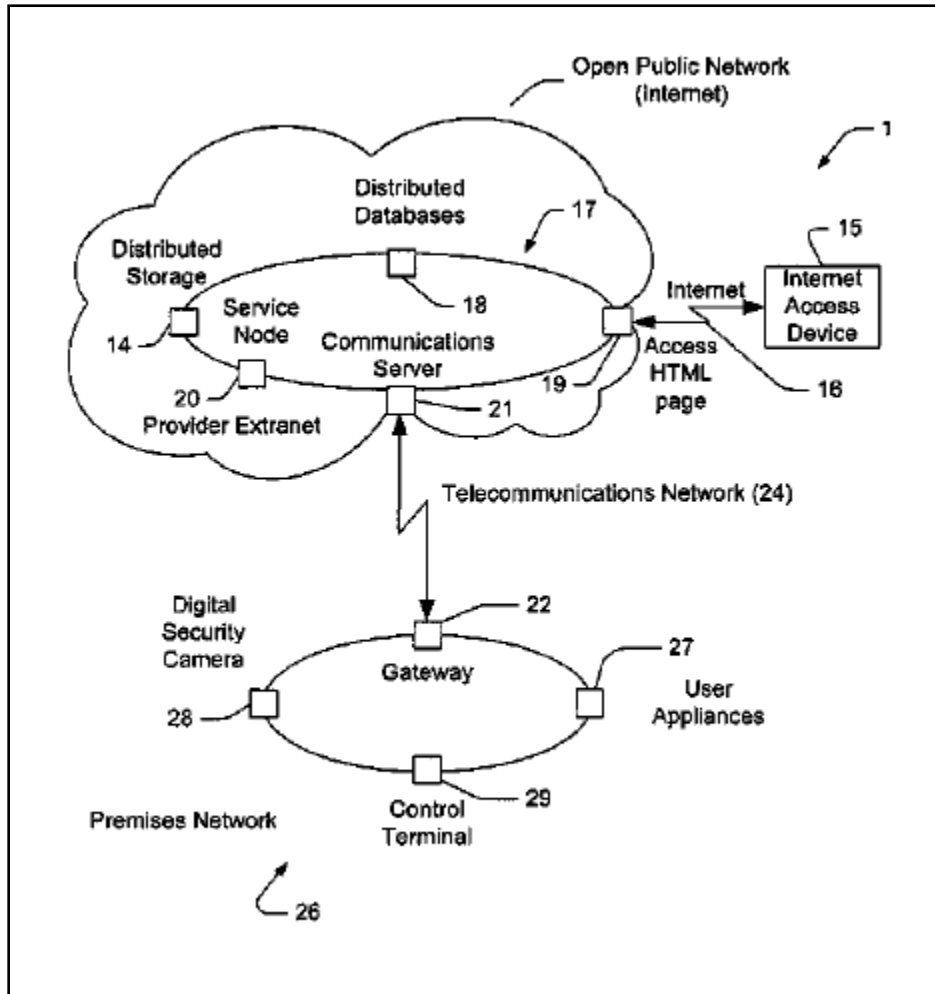 Open Public Network
(Internet)
1
Distributed
Databases
17
15
Distributed
Storage
Internet
Access
Device
Internet
18
Service
Node
14
Communications
Server
Access
HTML
page
19
16
20
21
Provider Extranet
Telecommunications Network (24)
Digital
Security
Camera
22
27
Gateway
User
Appliances
28
29
Control
Terminal
Premises Network
26